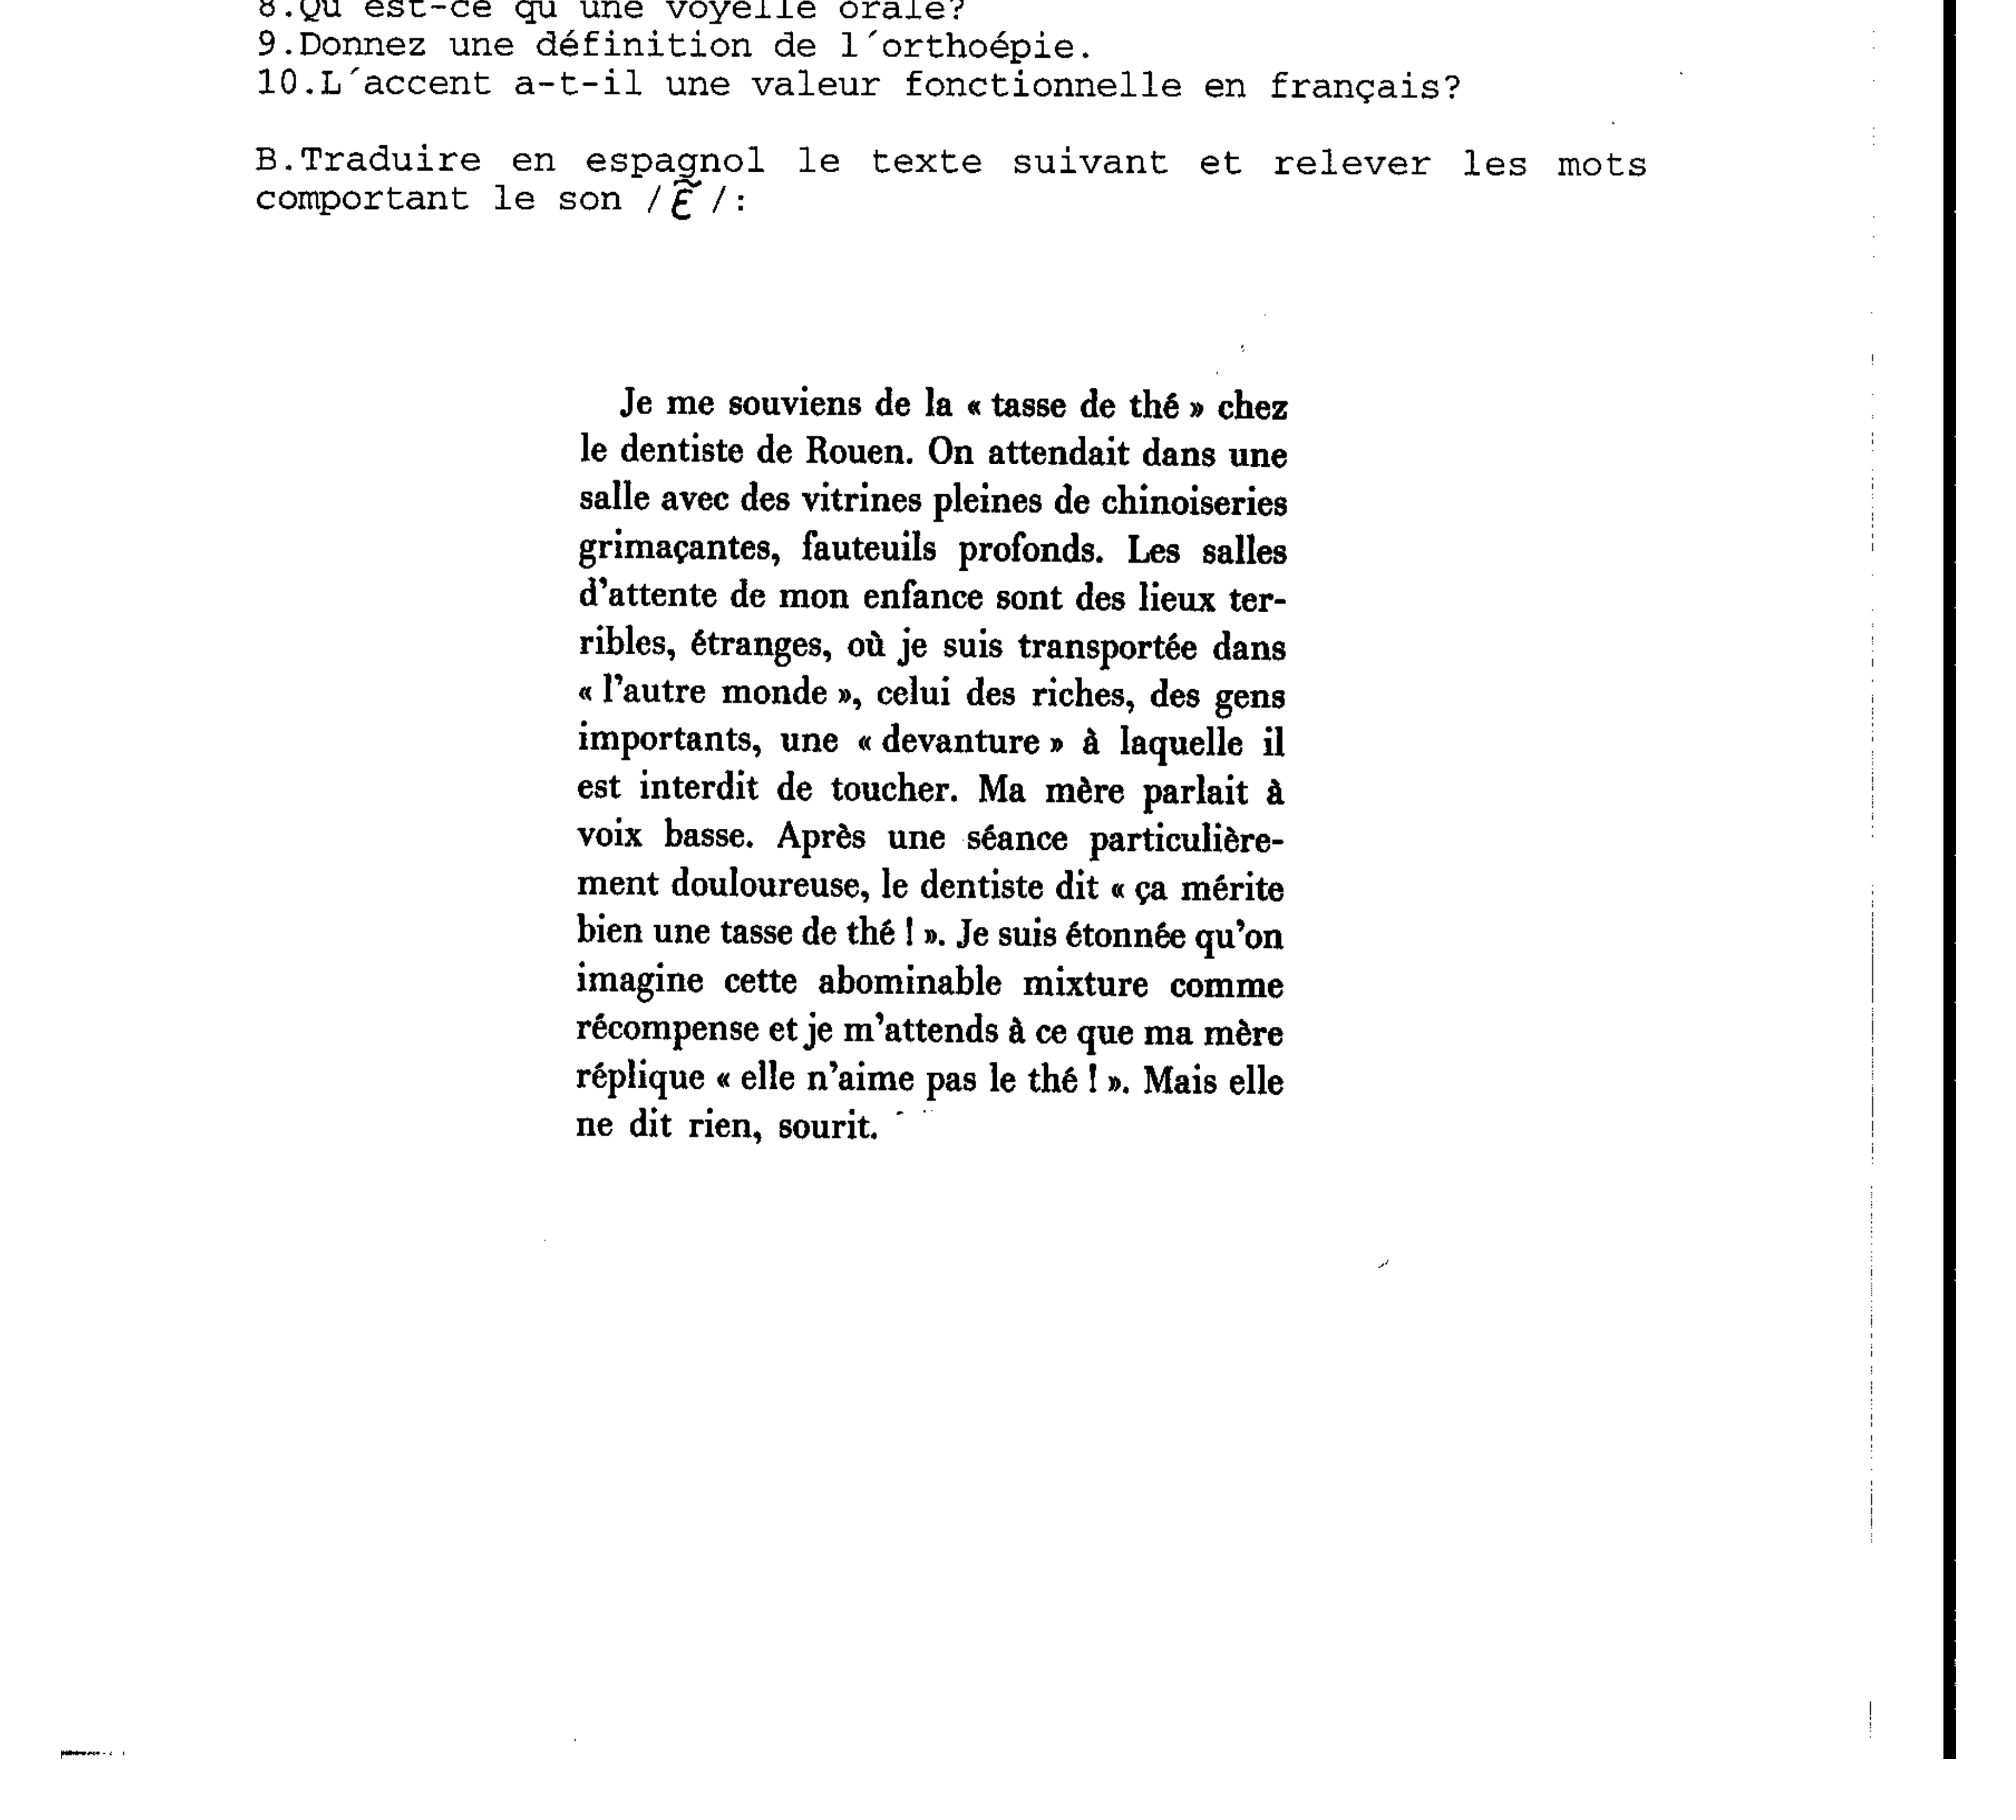 8.Qu´est-ce qu´une voyelle orale?
9.Donnez une définition de l´orthoépie.
10.L´accent a-t-il une valeur fonctionnelle en français?
B.Traduire en espagnol le texte suivant et relever les mots
comportant le son /ɛ̃/:
Je me souviens de la « tasse de thé » chez
le dentiste de Rouen. On attendait dans une
salle avec des vitrines pleines de chinoiseries
grimaçantes, fauteuils profonds. Les salles
d'attente de mon enfance sont des lieux ter-
ribles, étranges, où je suis transportée dans
« l'autre monde », celui des riches, des gens
importants, une « devanture » à laquelle il
est interdit de toucher. Ma mère parlait à
voix basse. Après une séance particulière-
ment douloureuse, le dentiste dit « ça mérite
bien une tasse de thé ! ». Je suis étonnée qu'on
imagine cette abominable mixture comme
récompense et je m'attends à ce que ma mère
réplique « elle n'aime pas le thé ! ». Mais elle
ne dit rien, sourit.